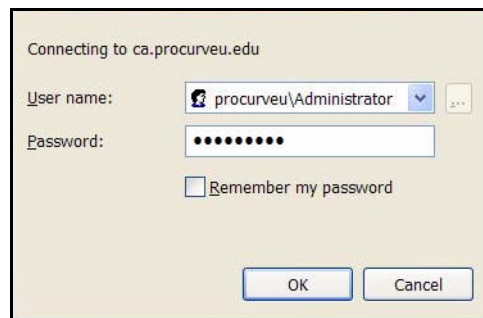 Connecting to ca.procurveu.edu
User name: procurveu\Administrator ...
Password: •••••••••
Remember my password
OK Cancel